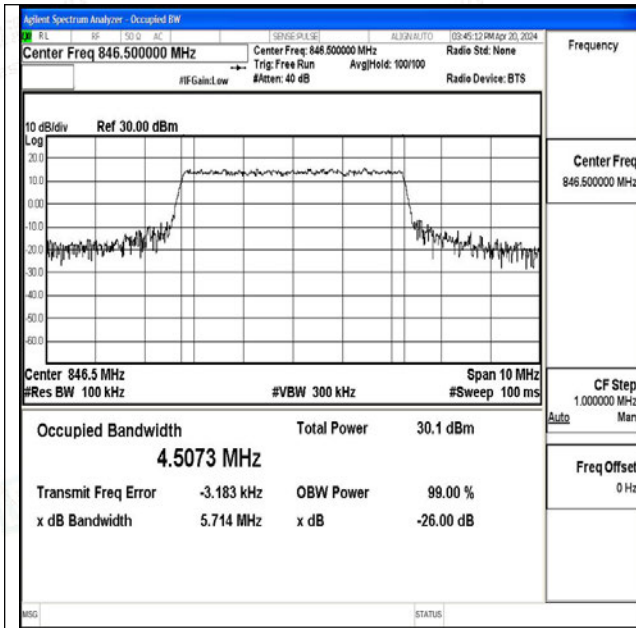 Agilent Spectrum Analyzer - Occupied BW
RL RF 50 Ω AC SENSE:PULSE ALIGNAUTO 03:45:12 PM Apr 20, 2024
Center Freq 846.500000 MHz
Center Freq: 846.500000 MHz
Radio Std: None
Trig: Free Run Avg|Hold: 100/100
#IFGain:Low
#Atten: 40 dB
Radio Device: BTS
Frequency
10 dB/div Ref 30.00 dBm
Log
20.0
10.0
0.00
-10.0
-20.0
-30.0
-40.0
-50.0
-60.0
Center 846.5 MHz Span 10 MHz
#Res BW 100 kHz #VBW 300 kHz #Sweep 100 ms
Occupied Bandwidth Total Power 30.1 dBm
4.5073 MHz
Transmit Freq Error -3.183 kHz OBW Power 99.00 %
x dB Bandwidth 5.714 MHz x dB -26.00 dB
Center Freq
846.500000 MHz
CF Step
1.000000 MHz
Auto Man
Freq Offset
0 Hz
MSG STATUS